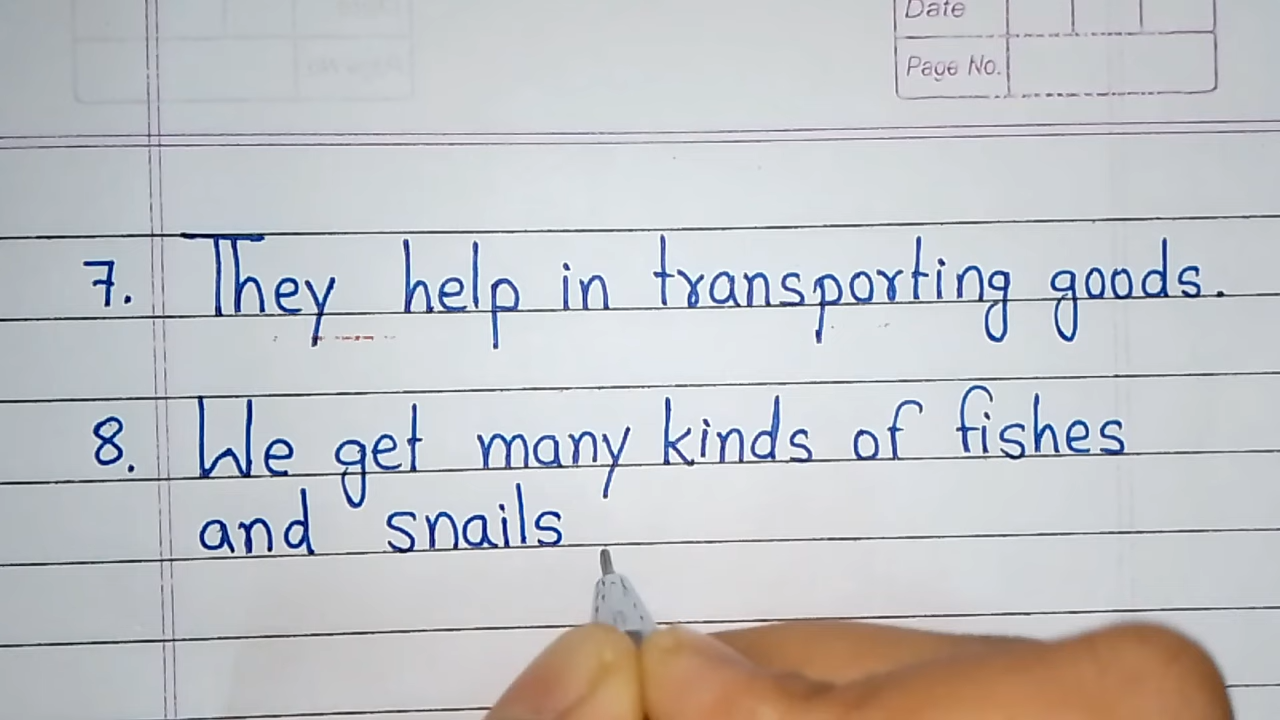 Date
Page No.
7. They help in transporting goods.
8. We get many kinds of fishes
and snails